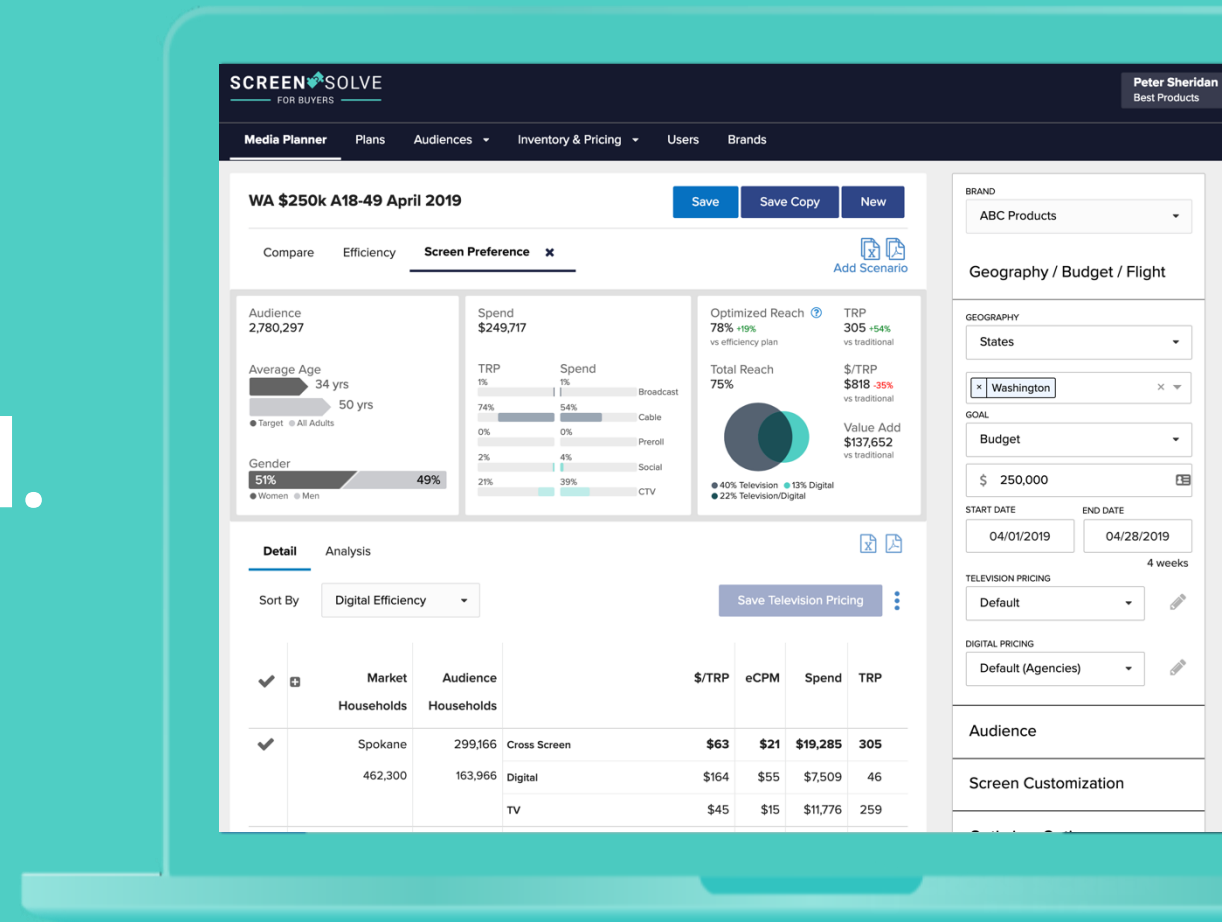 SCREEN SOLVE
FOR BUYERS
Peter Sheridan
Best Products
Media Planner Plans Audiences Inventory & Pricing Users Brands
WA $250k A18-49 April 2019
Save Save Copy New
Compare Efficiency Screen Preference ×
Add Scenario
Audience
2,780,297
Average Age
34 yrs
50 yrs
Target All Adults
Gender
51% 49%
Women Men
Spend
$249,717
TRP Spend
1% 1% Broadcast
74% 54% Cable
0% 0% Preroll
2% 4% Social
21% 39% CTV
Optimized Reach ? TRP
78% +19% 305 +54%
vs efficiency plan vs traditional
Total Reach $/TRP
75% $818 -35%
vs traditional
Value Add
$137,652
vs traditional
40% Television 13% Digital
22% Television/Digital
Detail Analysis
Sort By Digital Efficiency Save Television Pricing
Market Audience $/TRP eCPM Spend TRP
Households Households
Spokane 299,166 Cross Screen $63 $21 $19,285 305
462,300 163,966 Digital $164 $55 $7,509 46
TV $45 $15 $11,776 259
BRAND
ABC Products
Geography / Budget / Flight
GEOGRAPHY
States
× Washington ×
GOAL
Budget
$ 250,000
START DATE END DATE
04/01/2019 04/28/2019
4 weeks
TELEVISION PRICING
Default
DIGITAL PRICING
Default (Agencies)
Audience
Screen Customization